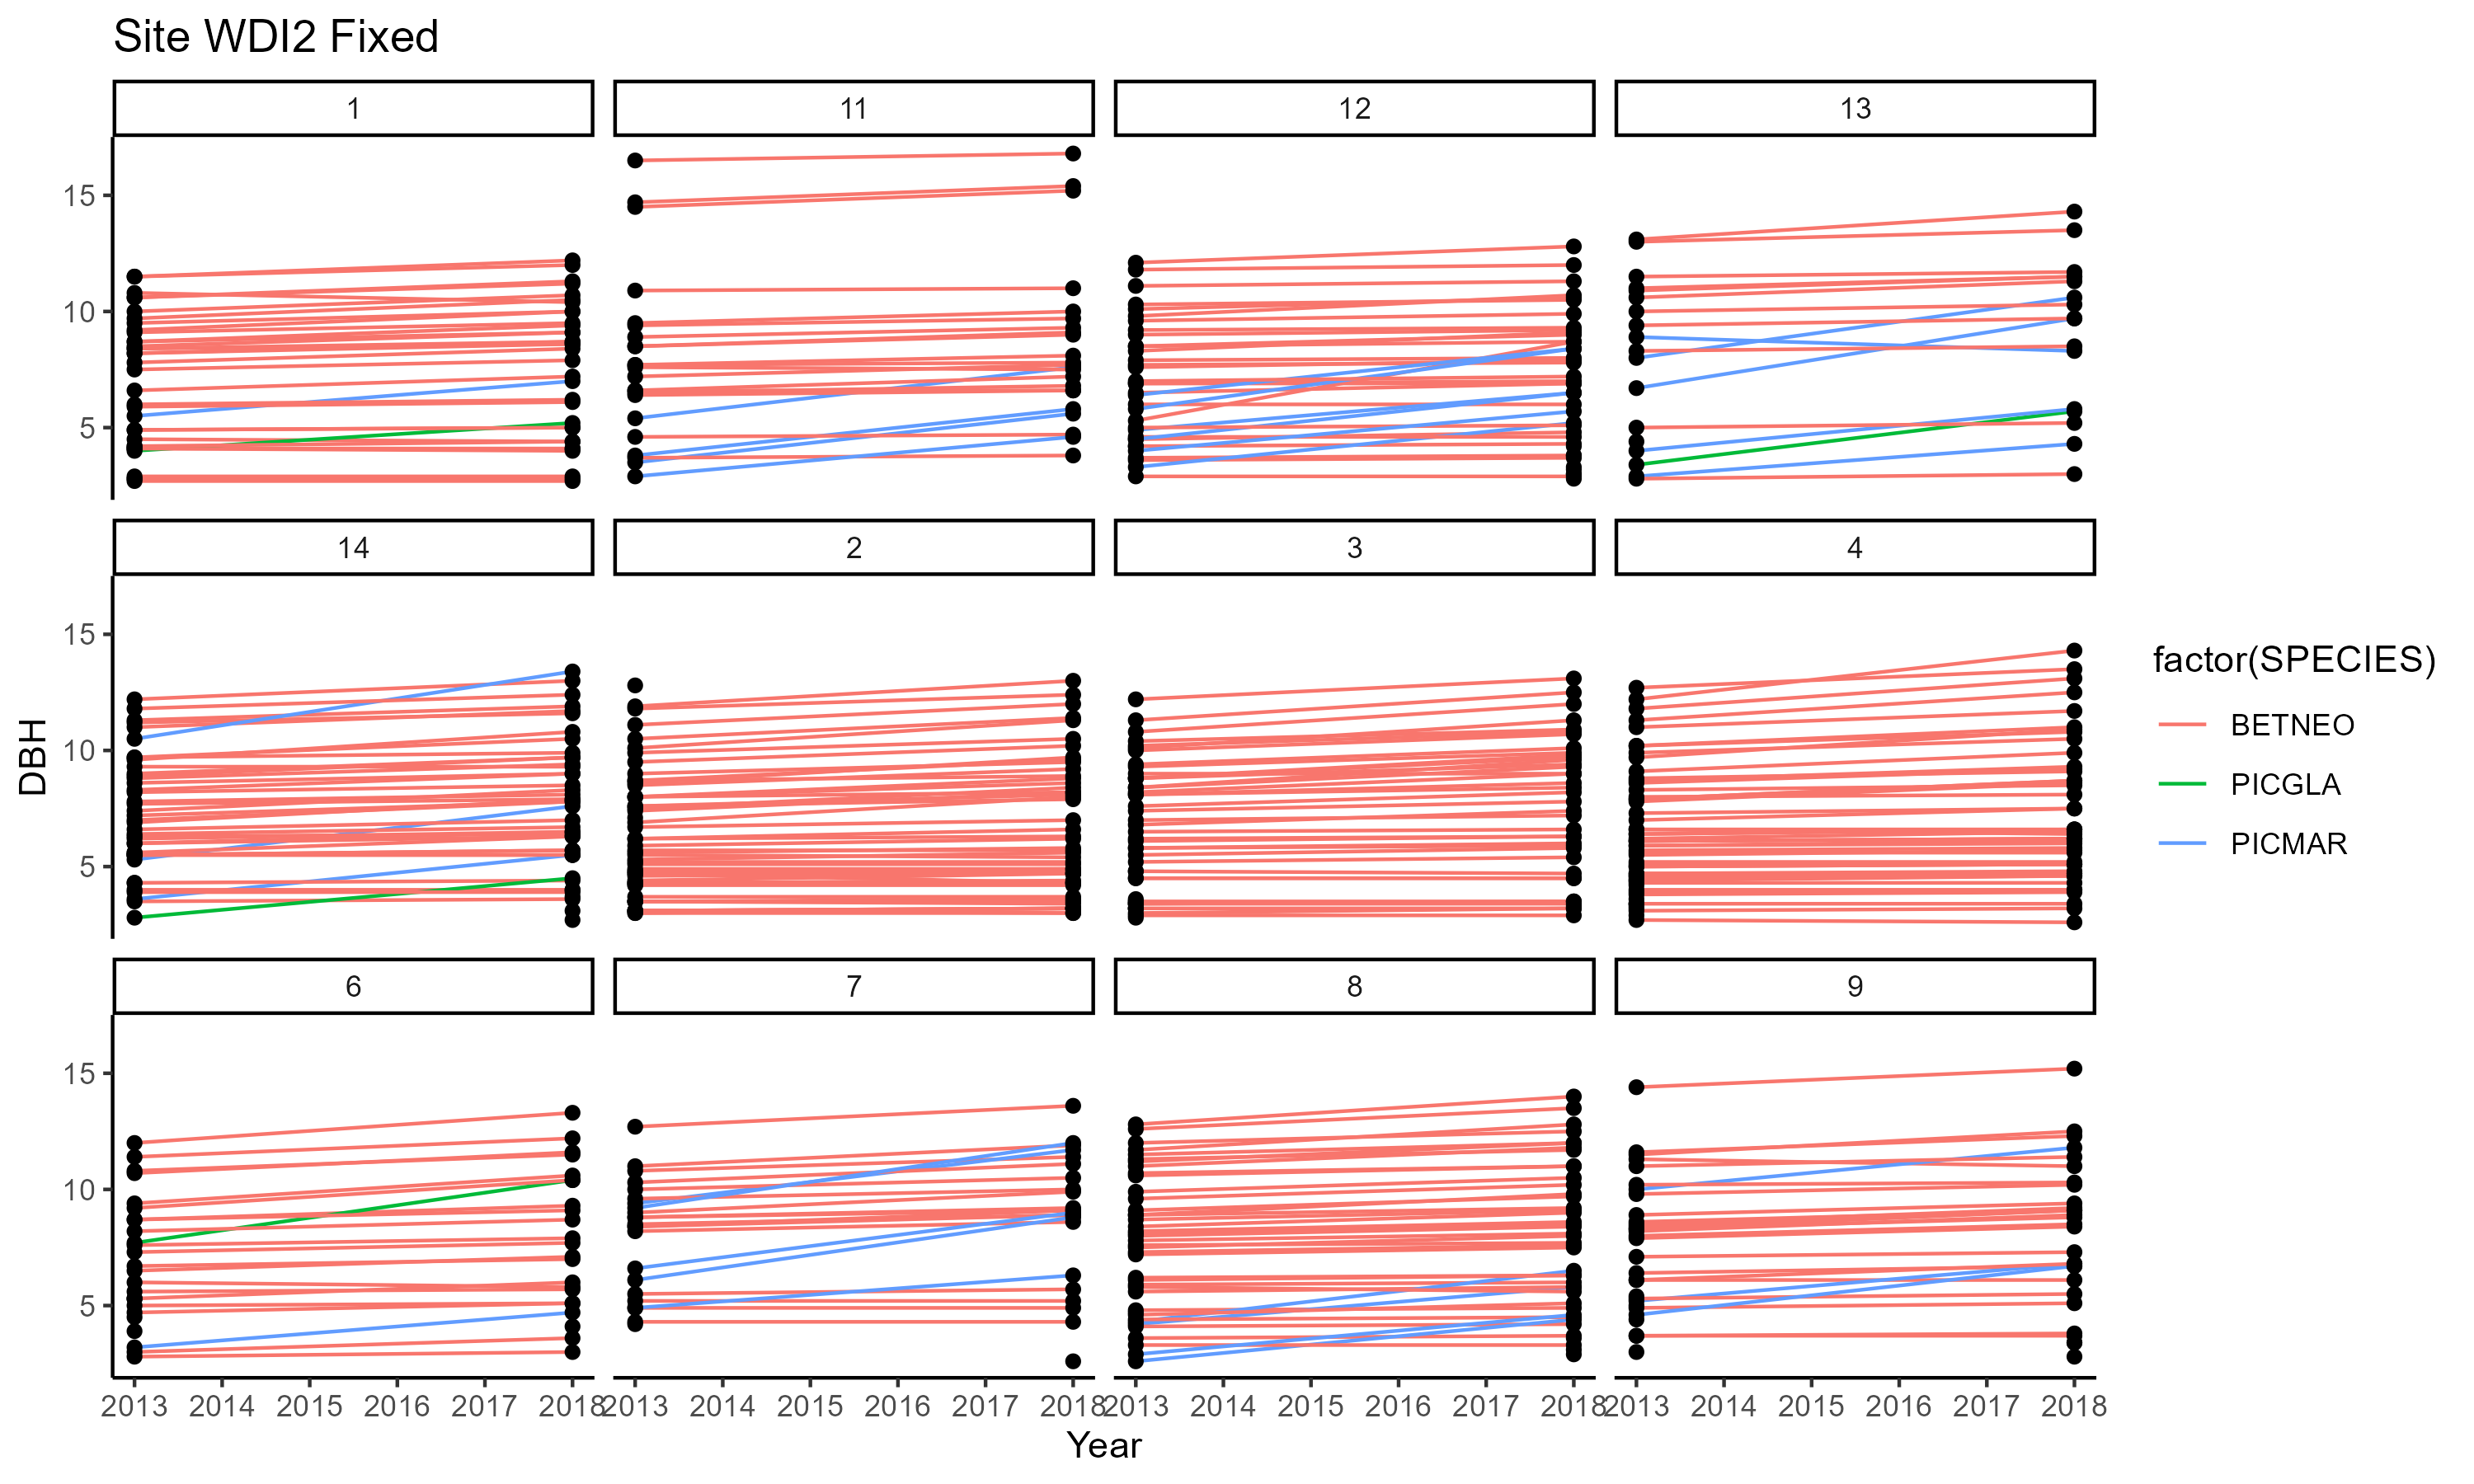 Site WDI2 Fixed
1 11 12 13
15
10
5
14 2 3 4
15
10
5
6 7 8 9
15
10
5
2013 2014 2015 2016 2017 2018 2013 2014 2015 2016 2017 2018 2013 2014 2015 2016 2017 2018 2013 2014 2015 2016 2017 2018
Year
DBH
factor(SPECIES)
BETNEO
PICGLA
PICMAR